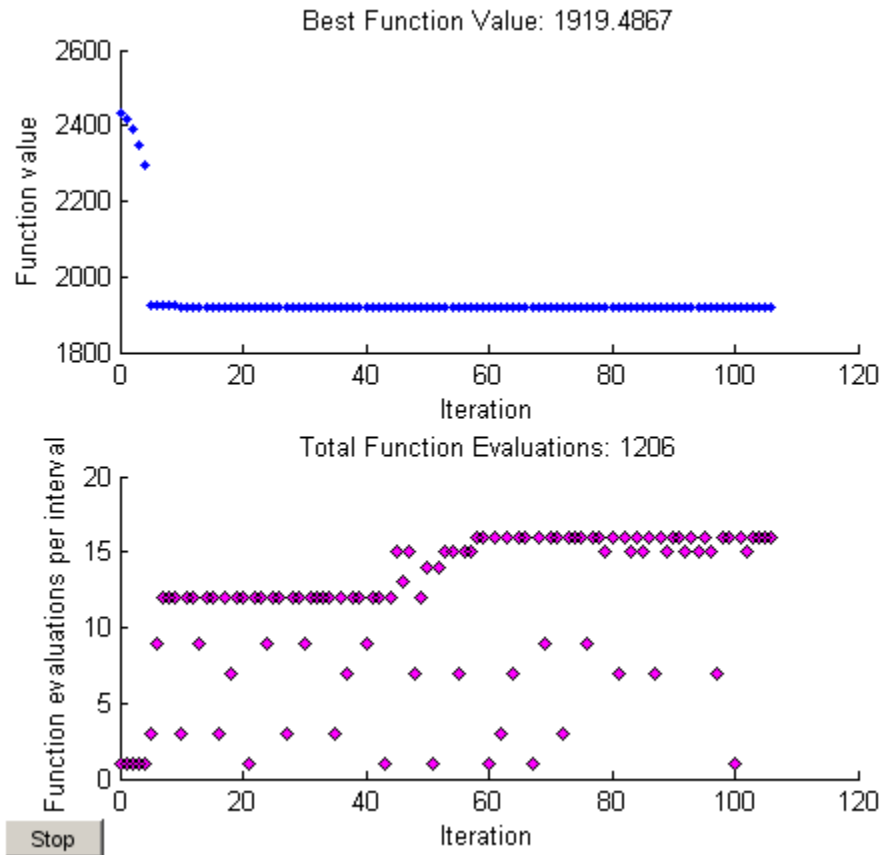 Best Function Value: 1919.4867
2600
2400
2200
2000
1800
Function value
0 20 40 60 80 100 120
Iteration
Total Function Evaluations: 1206
20
15
10
5
0
Function evaluations per interval
0 20 40 60 80 100 120
Iteration
Stop